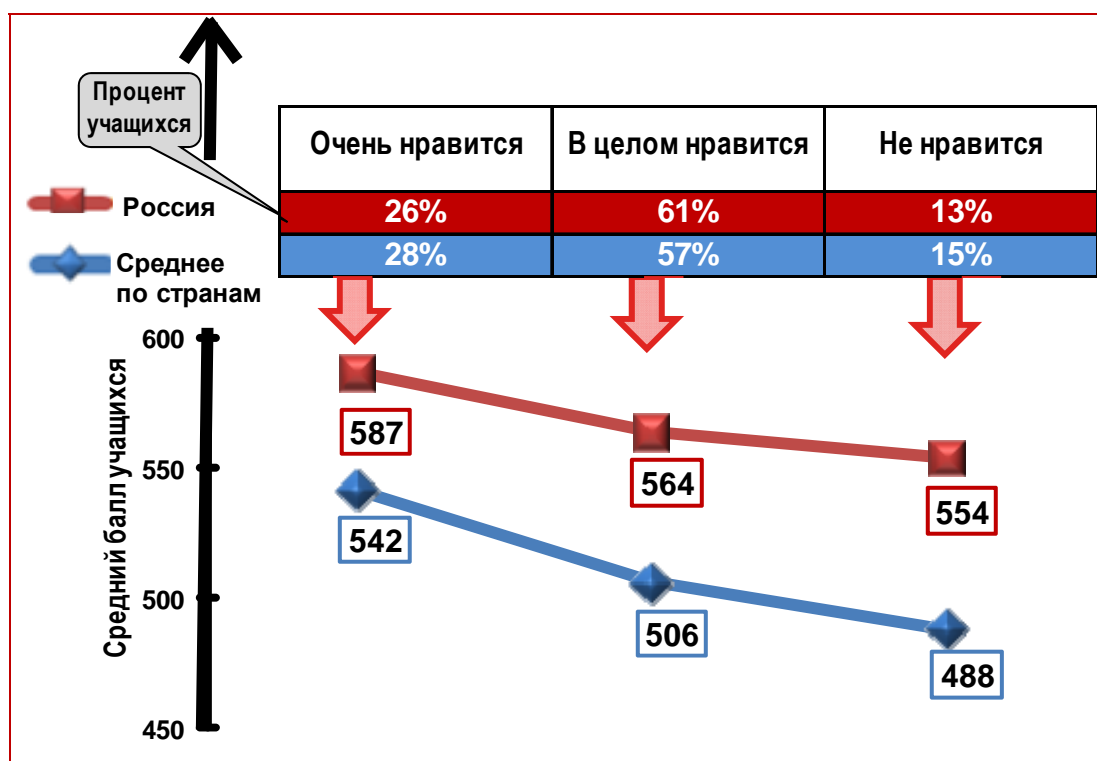 Процент
учащихся
Очень нравится
В целом нравится
Не нравится
Россия
26%
61%
13%
Среднее
по странам
28%
57%
15%
Средний балл учащихся
600
550
500
450
587
564
554
542
506
488